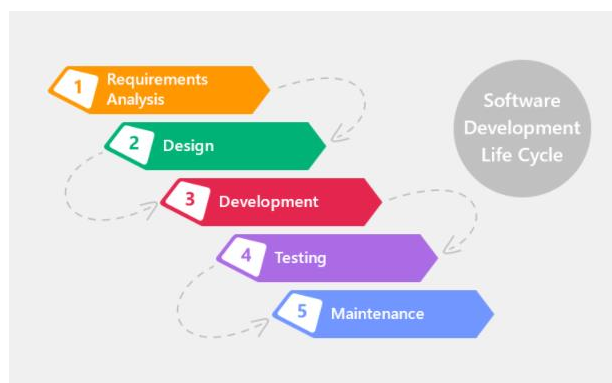 1
Requirements
Analysis
2
Design
3
Development
4
Testing
5
Maintenance
Software
Development
Life Cycle